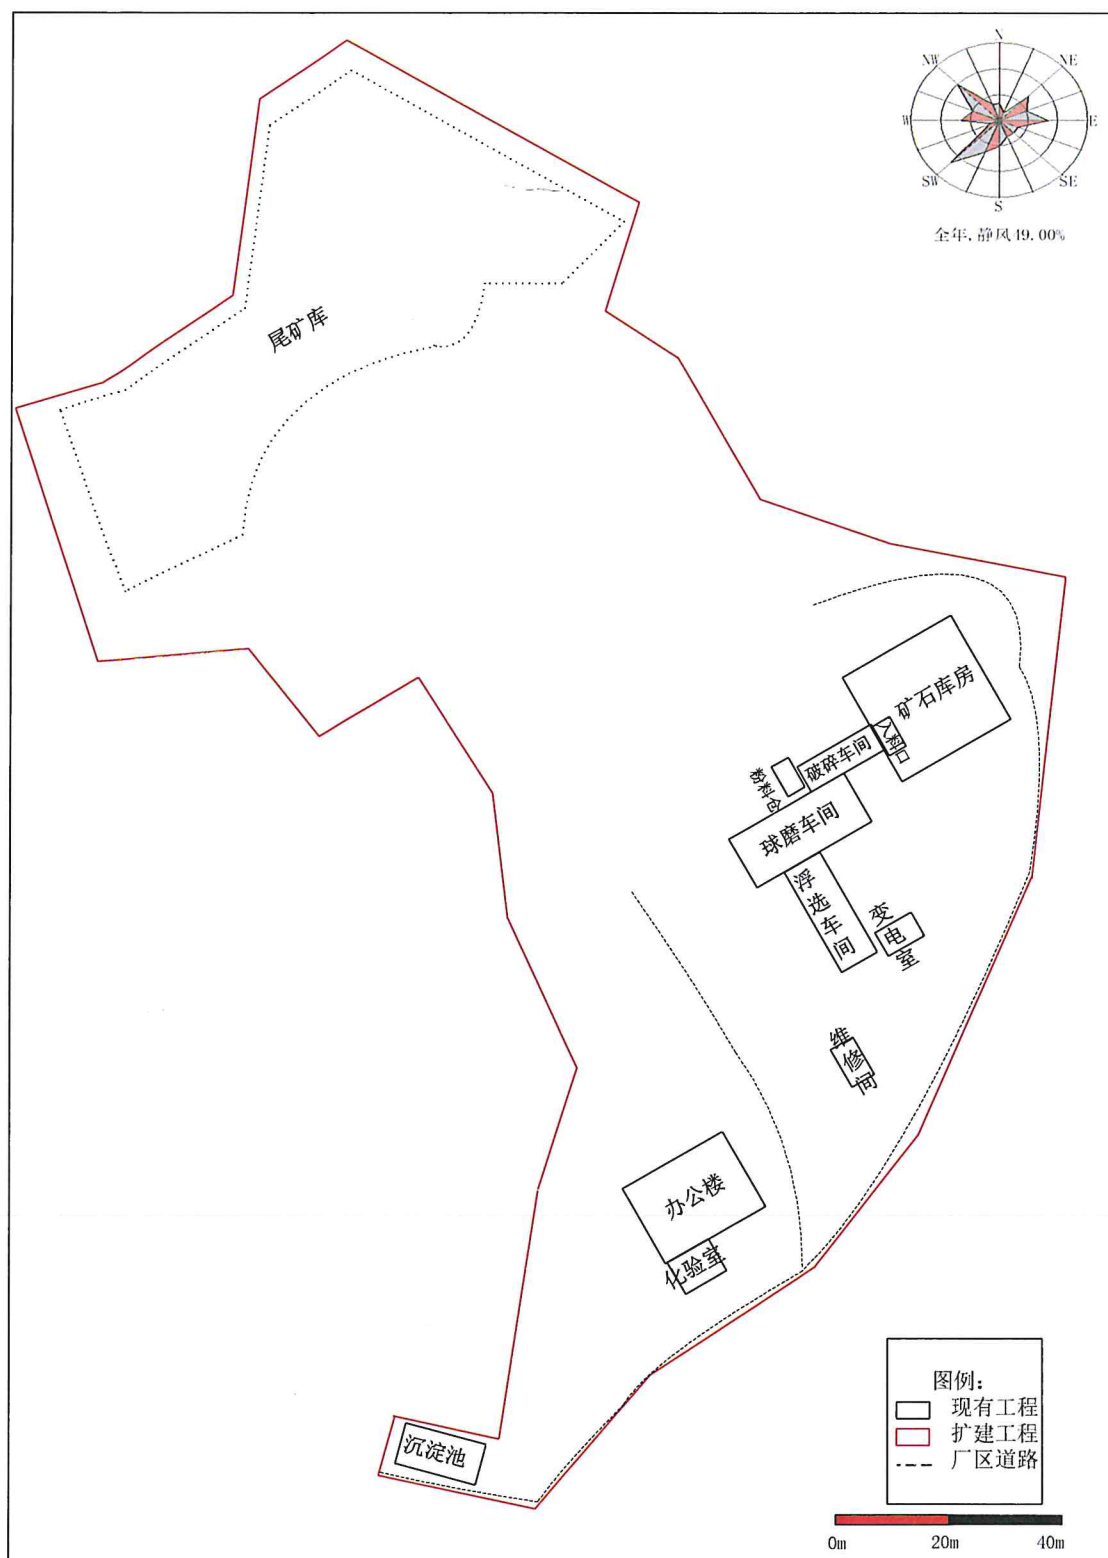 N
NW
NE
W
E
SW
SE
S
全年,静风49.00%
尾矿库
矿石库房
入料口
破碎车间
粉料仓
球磨车间
浮选车间
变电室
维修间
办公楼
化验室
沉淀池
图例：
现有工程
扩建工程
厂区道路
0m
20m
40m